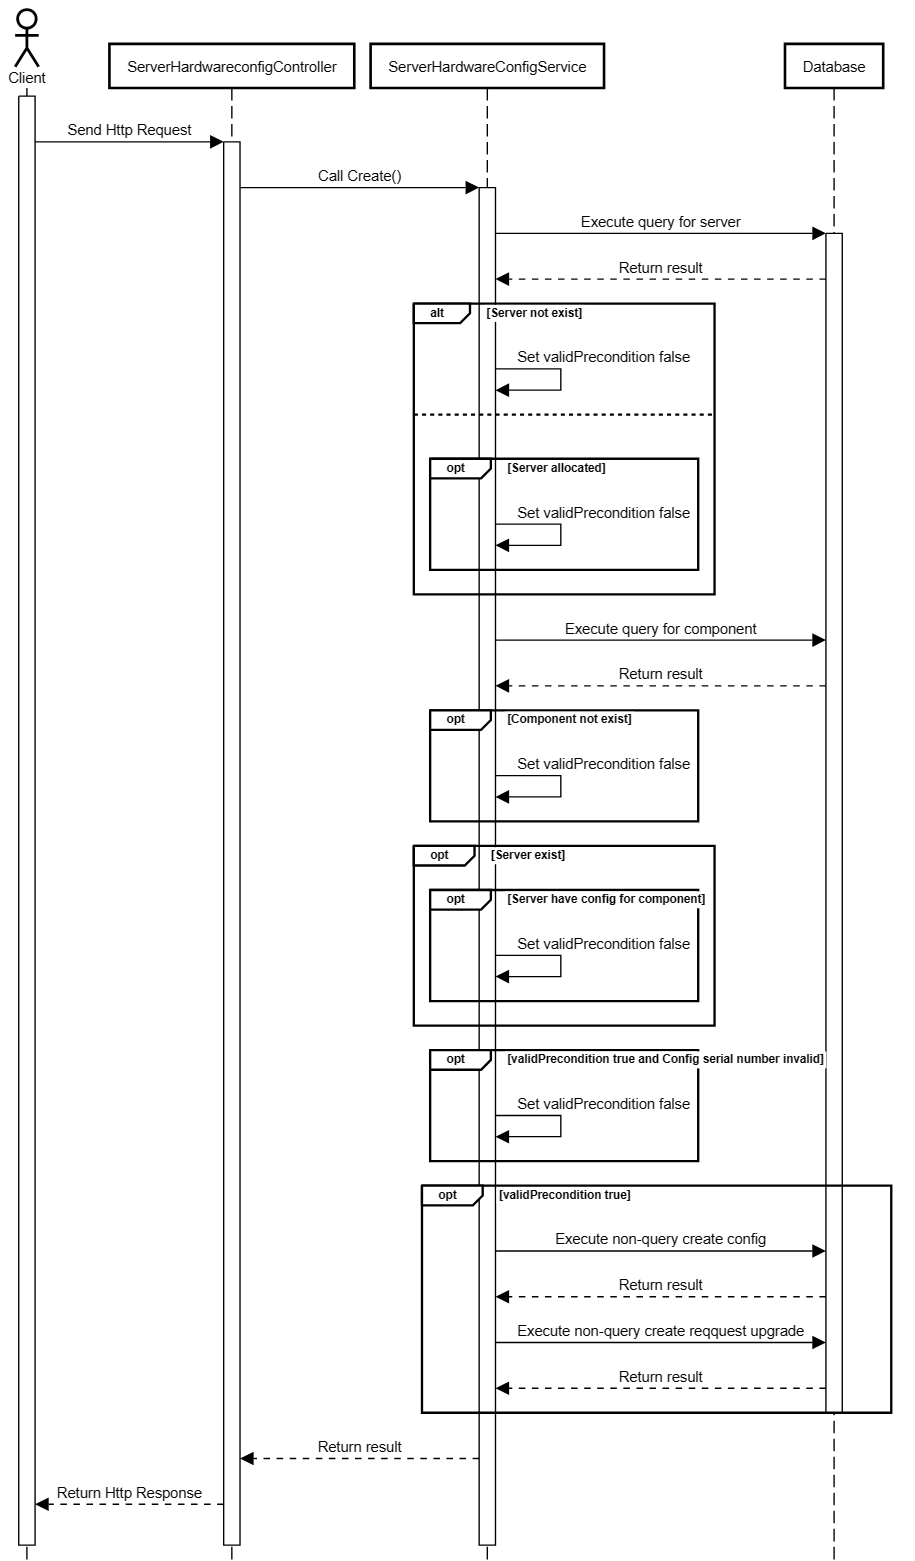 Client
ServerHardwareconfigController
ServerHardwareConfigService
Database
Send Http Request
Call Create()
Execute query for server
Return result
alt
[Server not exist]
Set validPrecondition false
opt
[Server allocated]
Set validPrecondition false
Execute query for component
Return result
opt
[Component not exist]
Set validPrecondition false
opt
[Server exist]
opt
[Server have config for component]
Set validPrecondition false
opt
[validPrecondition true and Config serial number invalid]
Set validPrecondition false
opt
[validPrecondition true]
Execute non-query create config
Return result
Execute non-query create reqquest upgrade
Return result
Return result
Return Http Response